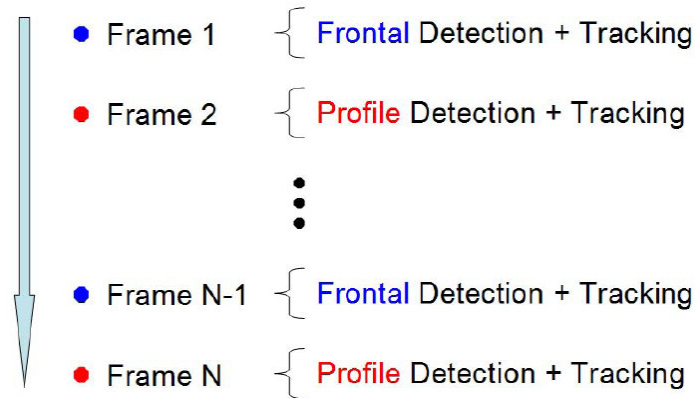 Frame 1 Frontal Detection + Tracking
Frame 2 Profile Detection + Tracking
Frame N-1 Frontal Detection + Tracking
Frame N Profile Detection + Tracking